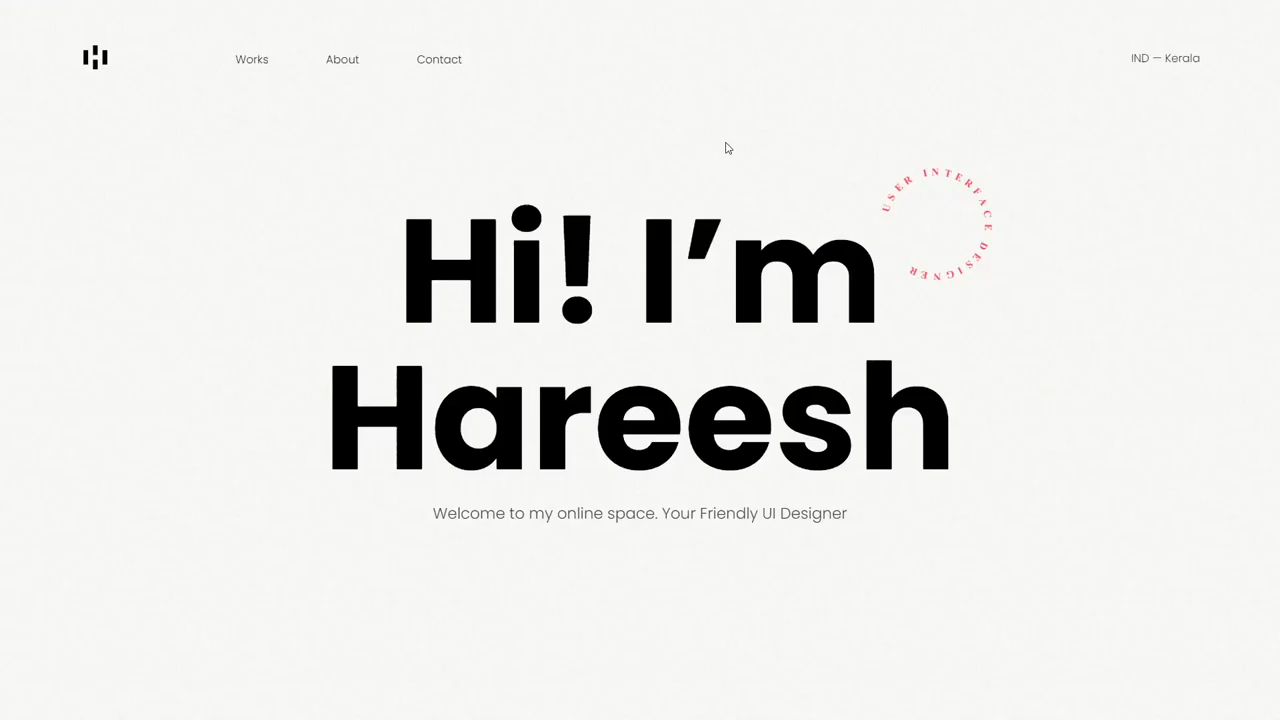 Works
About
Contact
IND — Kerala
USER INTERFACE DESIGNER
Hi! I’m
Hareesh
Welcome to my online space. Your Friendly UI Designer